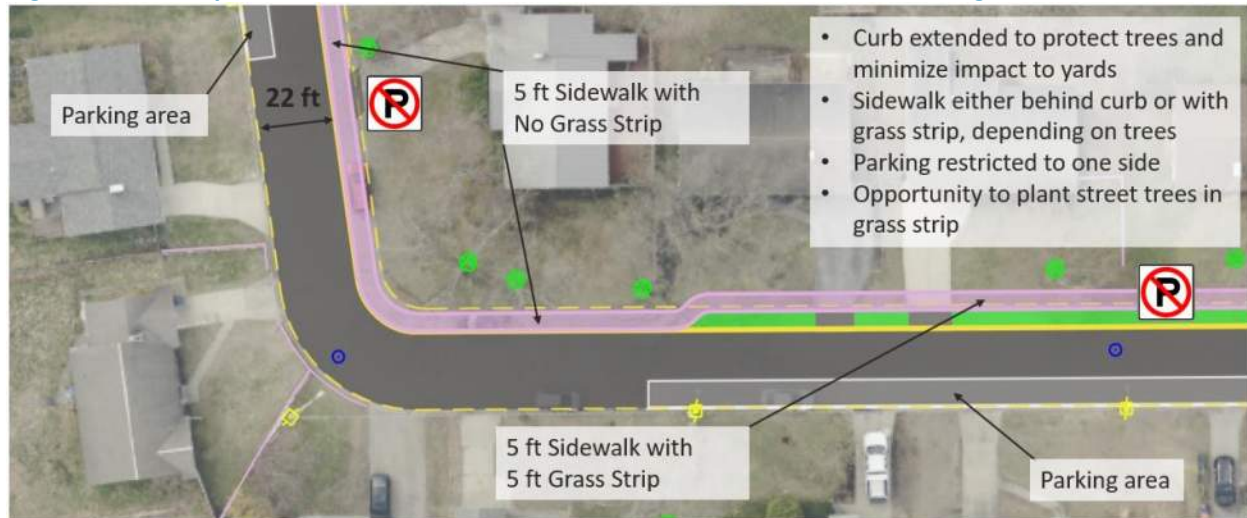 Parking area
22 ft
P
5 ft Sidewalk with
No Grass Strip
• Curb extended to protect trees and
minimize impact to yards
• Sidewalk either behind curb or with
grass strip, depending on trees
• Parking restricted to one side
• Opportunity to plant street trees in
grass strip
P
5 ft Sidewalk with
5 ft Grass Strip
Parking area